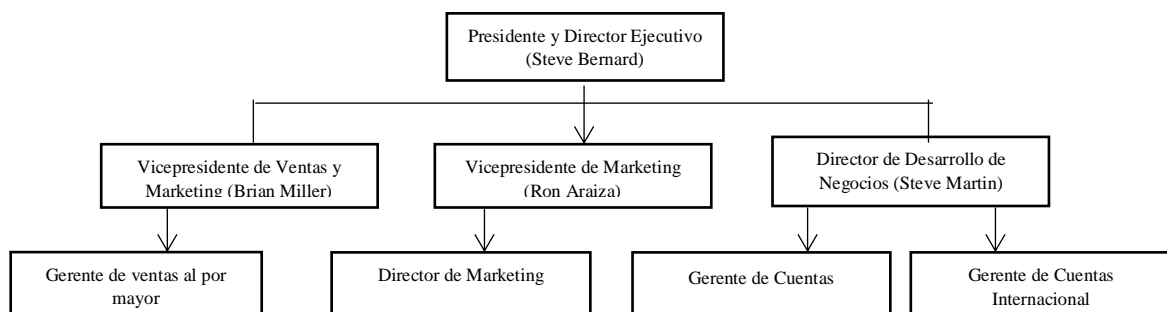 Presidente y Director Ejecutivo
(Steve Bernard)
Vicepresidente de Ventas y
Marketing (Brian Miller)
Vicepresidente de Marketing
(Ron Araiza)
Director de Desarrollo de
Negocios (Steve Martin)
Gerente de ventas al por
mayor
Director de Marketing
Gerente de Cuentas
Gerente de Cuentas
Internacional